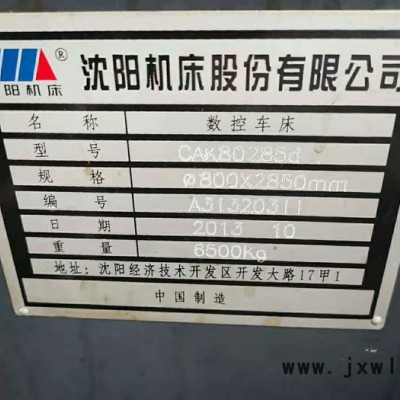 沈阳机床股份有限公司
®
阳机床
名 称 数控车床
型 号 CAK80285d
规 格 ø800X2850mm
编 号 A3132031I
日 期 2013 10
重 量 6500kg
地址: 沈阳经济技术开发区开发大路17甲1
中国制造
www.jxwl